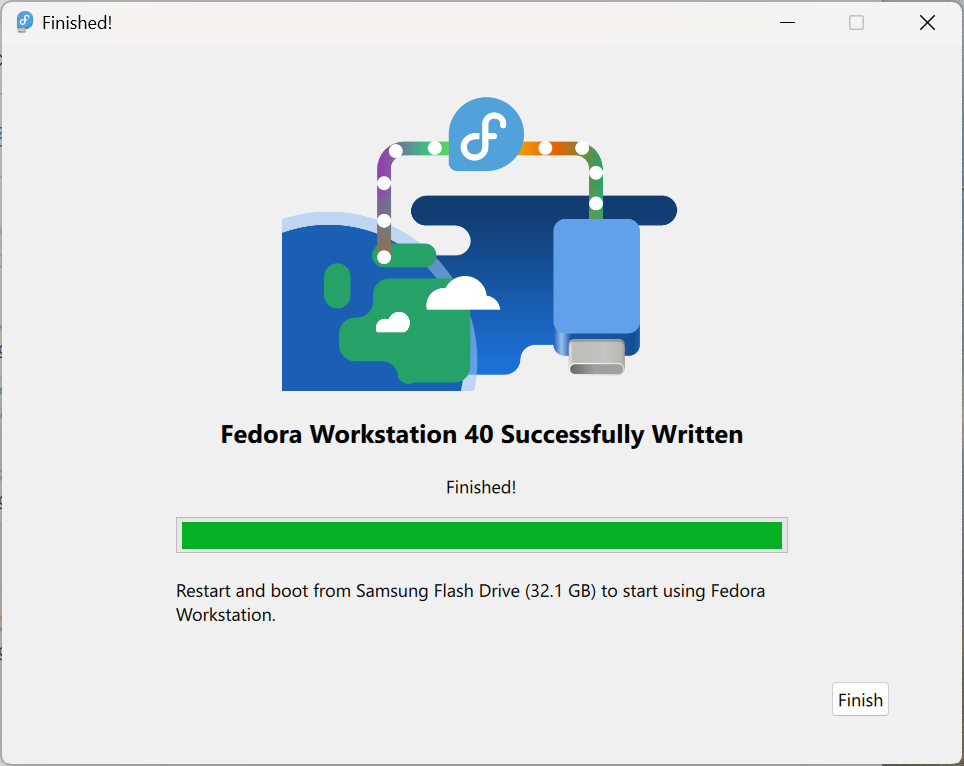 Finished!
Fedora Workstation 40 Successfully Written
Finished!
Restart and boot from Samsung Flash Drive (32.1 GB) to start using Fedora
Workstation.
Finish